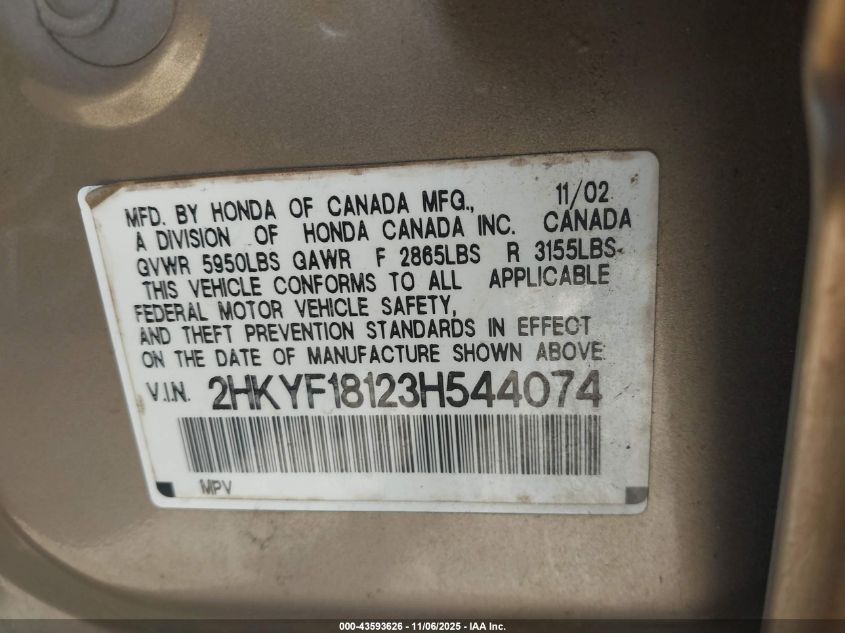 MFD. BY HONDA OF CANADA MFG., 11/02
A DIVISION OF HONDA CANADA INC. CANADA
GVWR 5950LBS GAWR F 2865LBS R 3155LBS
THIS VEHICLE CONFORMS TO ALL APPLICABLE
FEDERAL MOTOR VEHICLE SAFETY,
AND THEFT PREVENTION STANDARDS IN EFFECT
ON THE DATE OF MANUFACTURE SHOWN ABOVE.
V.I.N. 2HKYF18123H544074
MPV
000-43593626 - 11/06/2025 - IAA Inc.